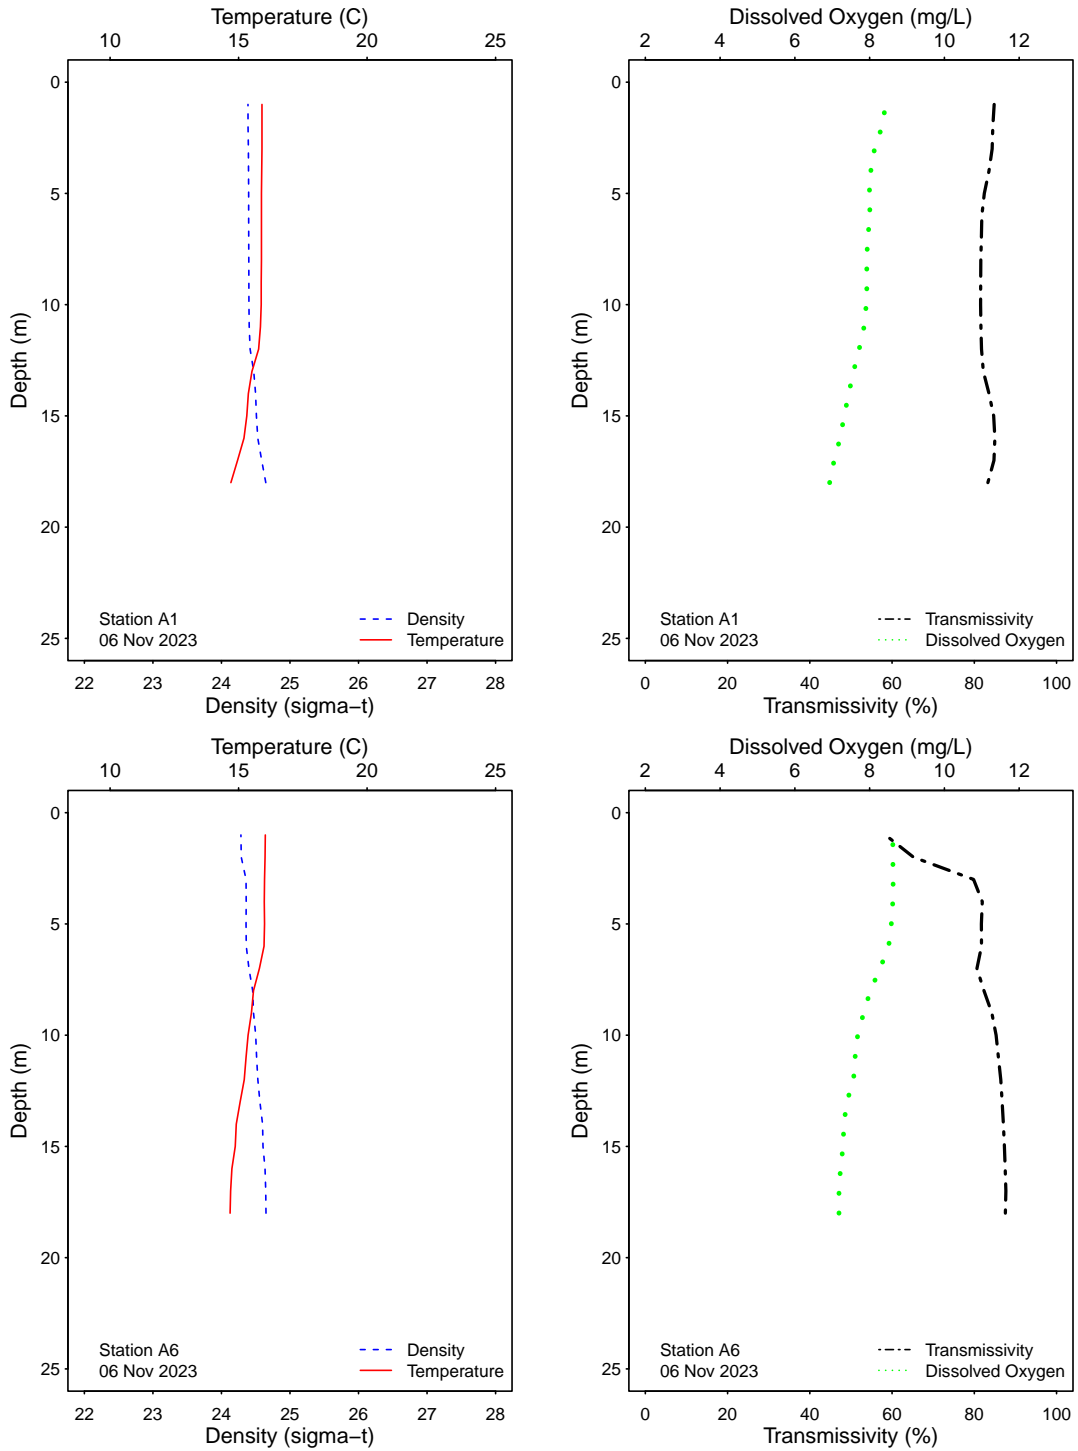 Temperature (C)
10 15 20 25
0
5
10
15
20
25
Depth (m)
Station A1
06 Nov 2023
Density
Temperature
22 23 24 25 26 27 28
Density (sigma−t)
Dissolved Oxygen (mg/L)
2 4 6 8 10 12
0
5
10
15
20
25
Depth (m)
Station A1
06 Nov 2023
Transmissivity
Dissolved Oxygen
0 20 40 60 80 100
Transmissivity (%)
Temperature (C)
10 15 20 25
0
5
10
15
20
25
Depth (m)
Station A6
06 Nov 2023
Density
Temperature
22 23 24 25 26 27 28
Density (sigma−t)
Dissolved Oxygen (mg/L)
2 4 6 8 10 12
0
5
10
15
20
25
Depth (m)
Station A6
06 Nov 2023
Transmissivity
Dissolved Oxygen
0 20 40 60 80 100
Transmissivity (%)